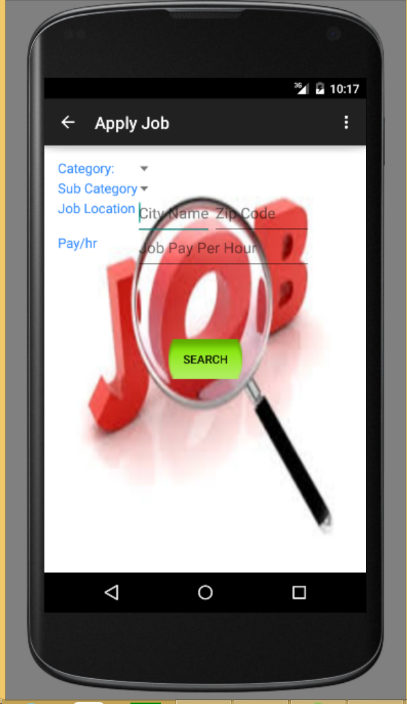 3G 10:17
Apply Job
Category:
Sub Category
Job Location City Name Zip Code
Pay/hr Job Pay Per Hour
JOB
SEARCH